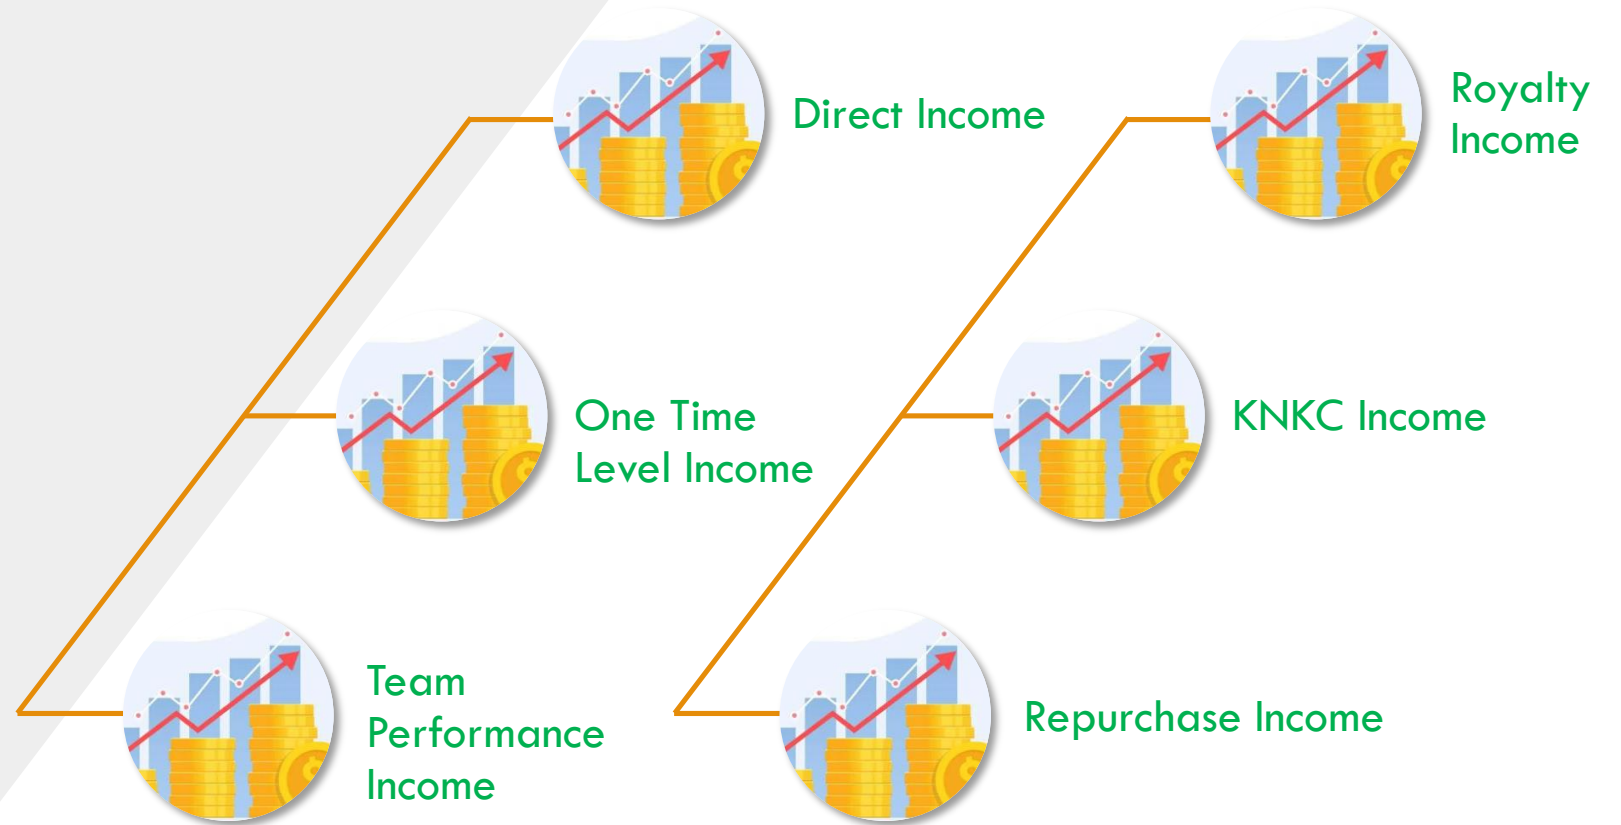 Direct Income
One Time
Level Income
Team
Performance
Income
Royalty
Income
KNKC Income
Repurchase Income